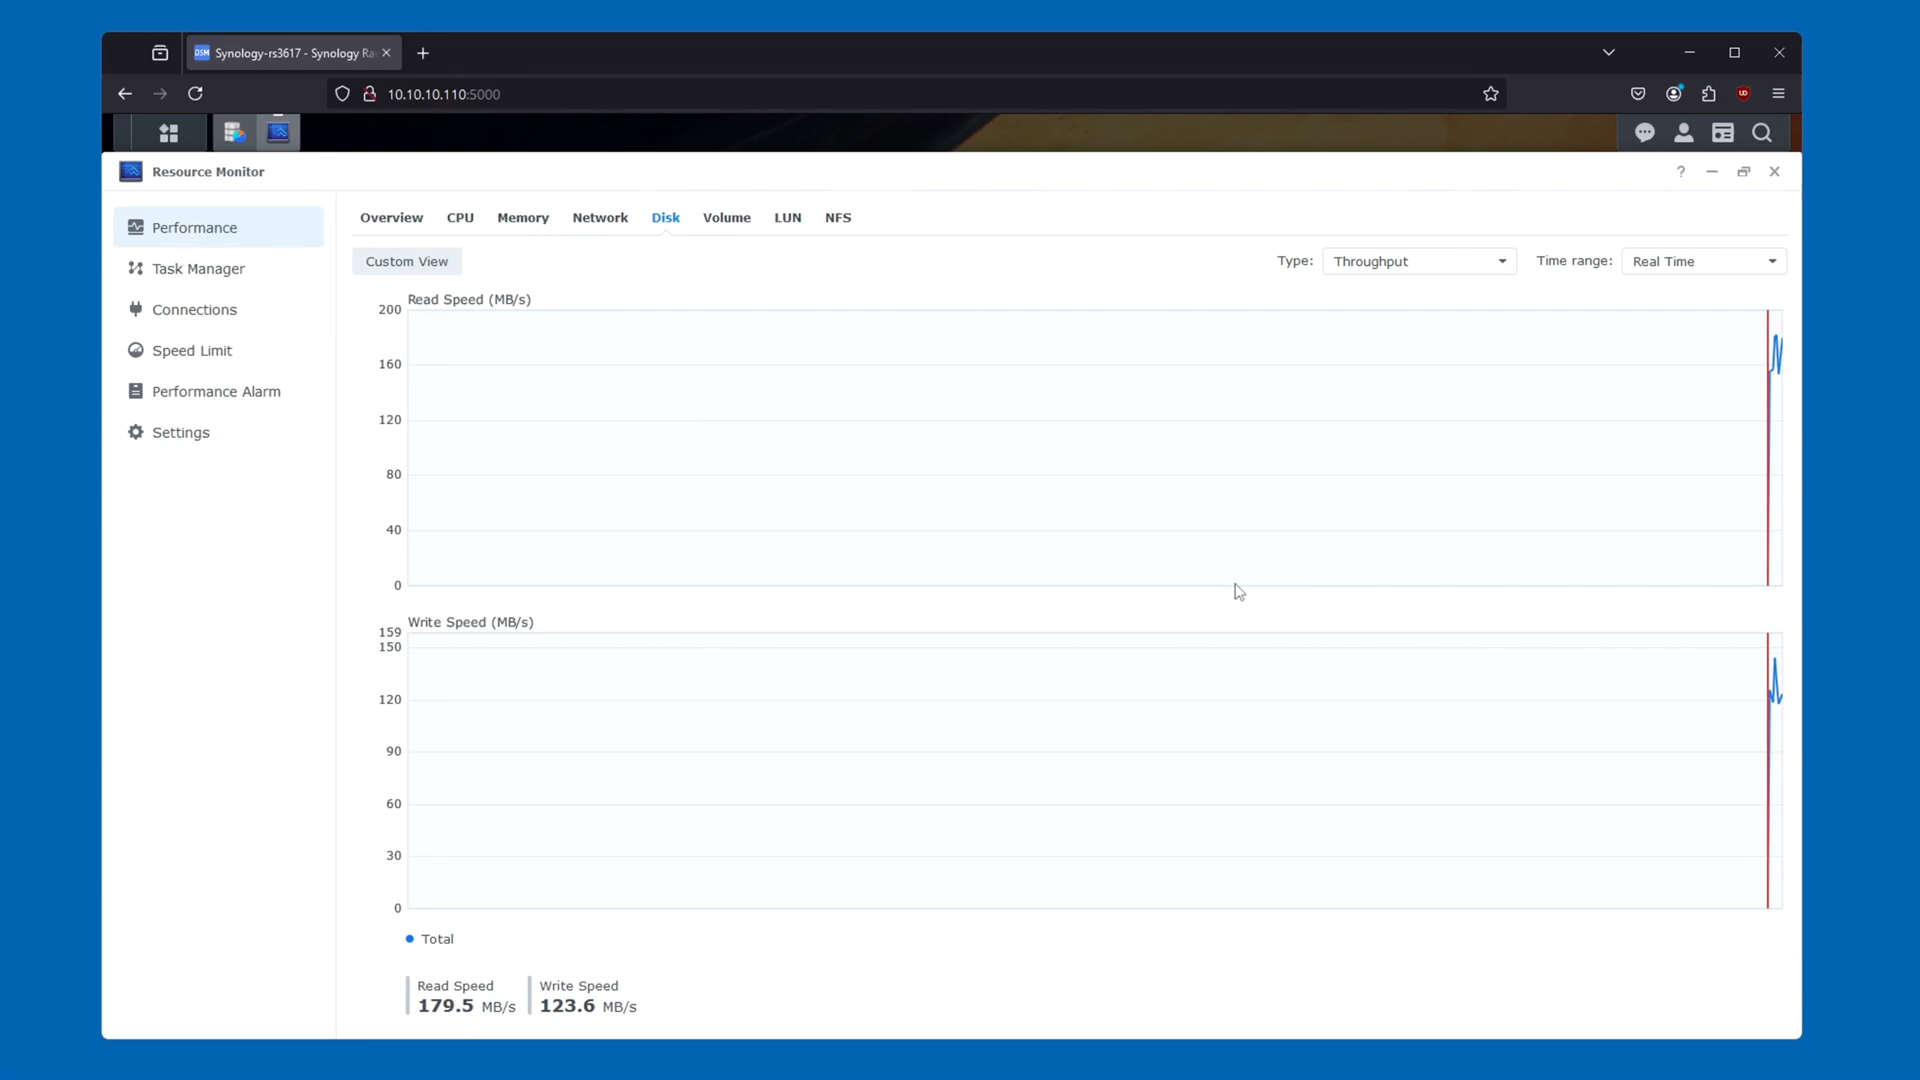 Synology-rs3617 - Synology Ra
10.10.10.110:5000
Resource Monitor
?
Performance
Task Manager
Connections
Speed Limit
Performance Alarm
Settings
Overview CPU Memory Network Disk Volume LUN NFS
Custom View
Type: Throughput Time range: Real Time
Read Speed (MB/s)
200
160
120
80
40
0
Write Speed (MB/s)
159
150
120
90
60
30
0
Total
Read Speed
179.5 MB/s
Write Speed
123.6 MB/s